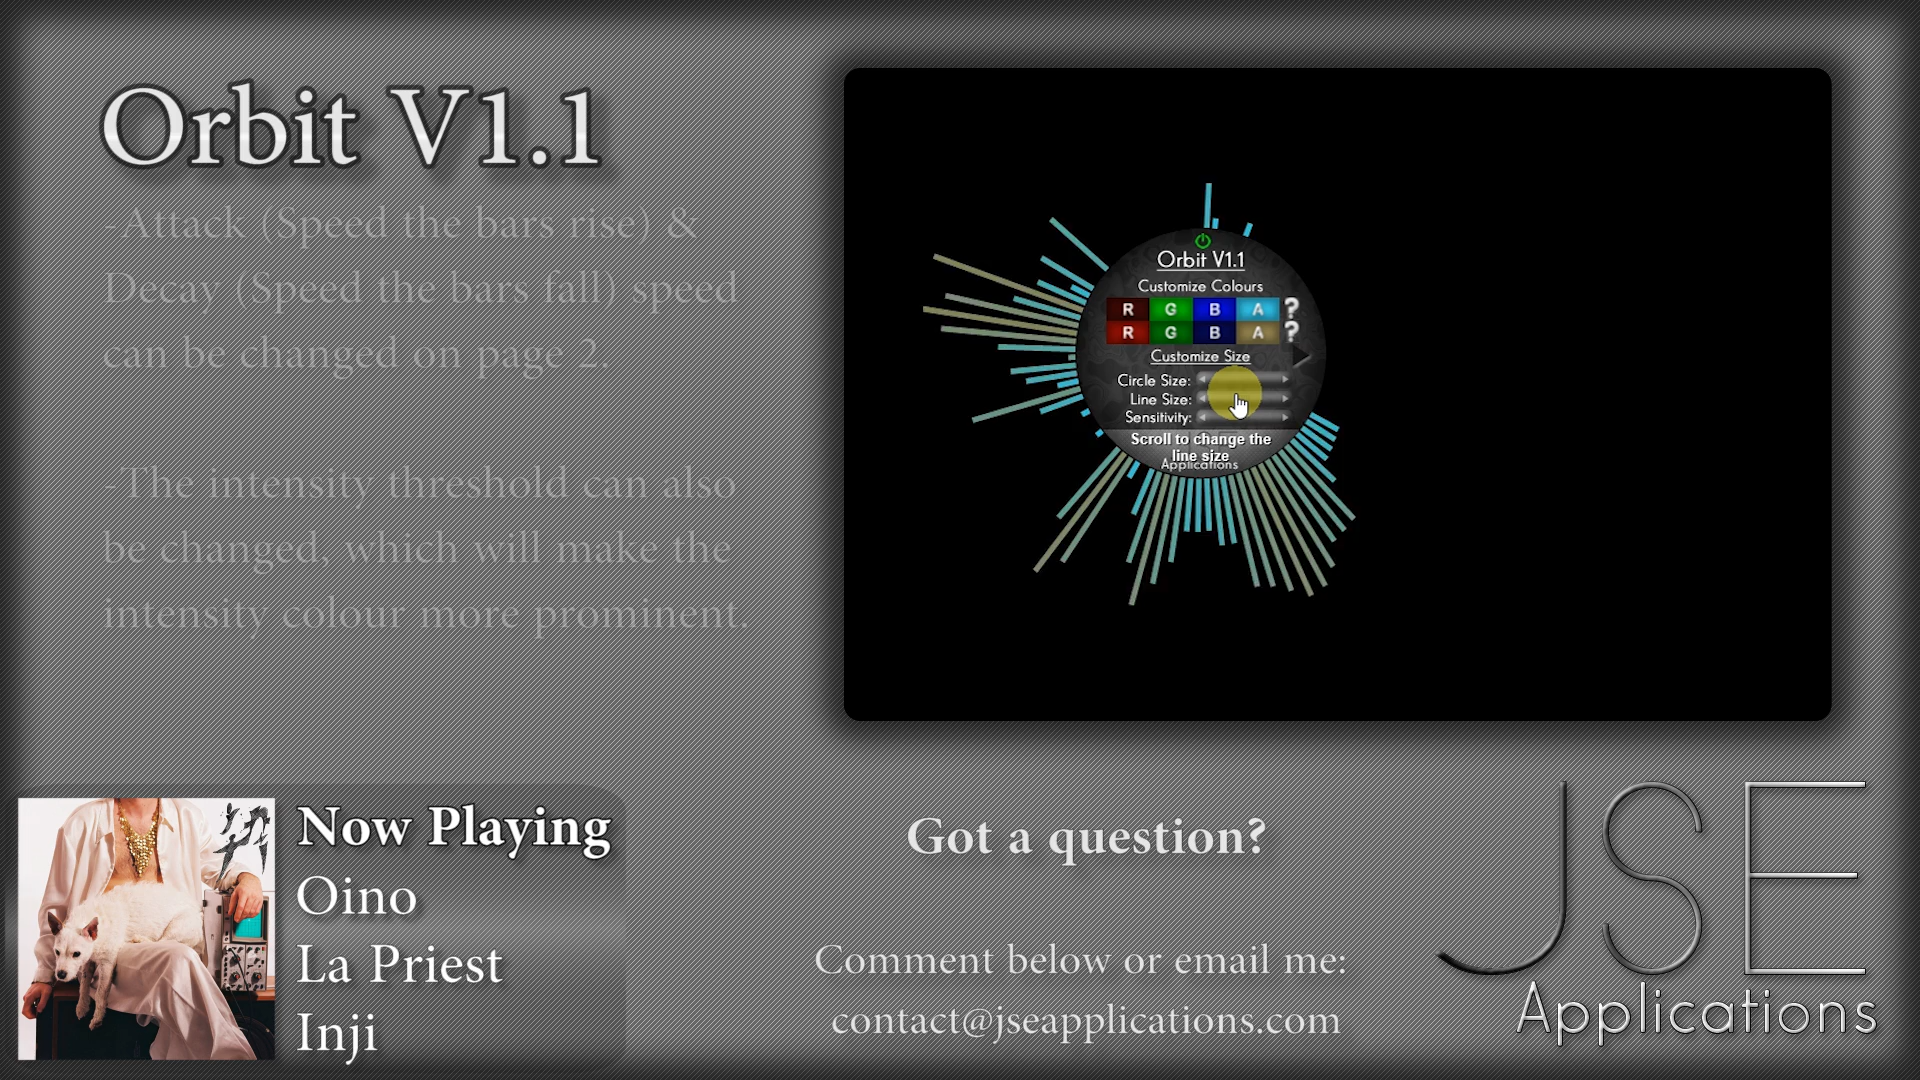 Orbit V1.1
-Attack (Speed the bars rise) &
Decay (Speed the bars fall) speed
can be changed on page 2.
-The intensity threshold can also
be changed, which will make the
intensity colour more prominent.
Orbit V1.1
Customize Colours
R G B A ?
R G B A ?
Customize Size
Circle Size:
Line Size:
Sensitivity:
Scroll to change the
line size
Applications
Now Playing
Oino
La Priest
Inji
Got a question?
Comment below or email me:
contact@jseapplications.com
JSE
Applications